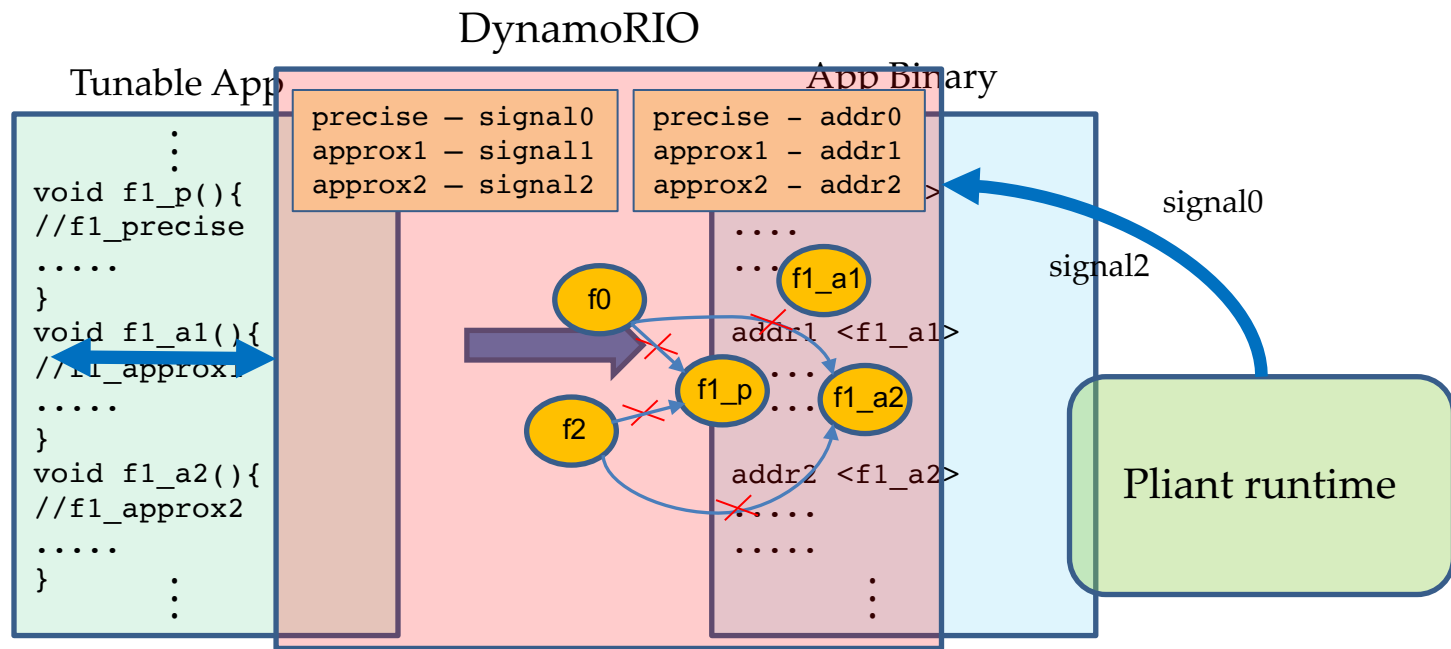 DynamoRIO
Tunable App
App Binary
precise – signal0
approx1 – signal1
approx2 – signal2
precise - addr0
approx1 - addr1
approx2 - addr2
>
:
:
void f1_p(){
//f1_precise
.....
}
void f1_a1(){
//f1_approx1
.....
}
void f1_a2(){
//f1_approx2
.....
}
:
:
....
...
addr1 <f1_a1>
...
...
addr2 <f1_a2>
.....
.....
:
:
f0
f2
f1_p
f1_a1
f1_a2
signal0
signal2
Pliant runtime